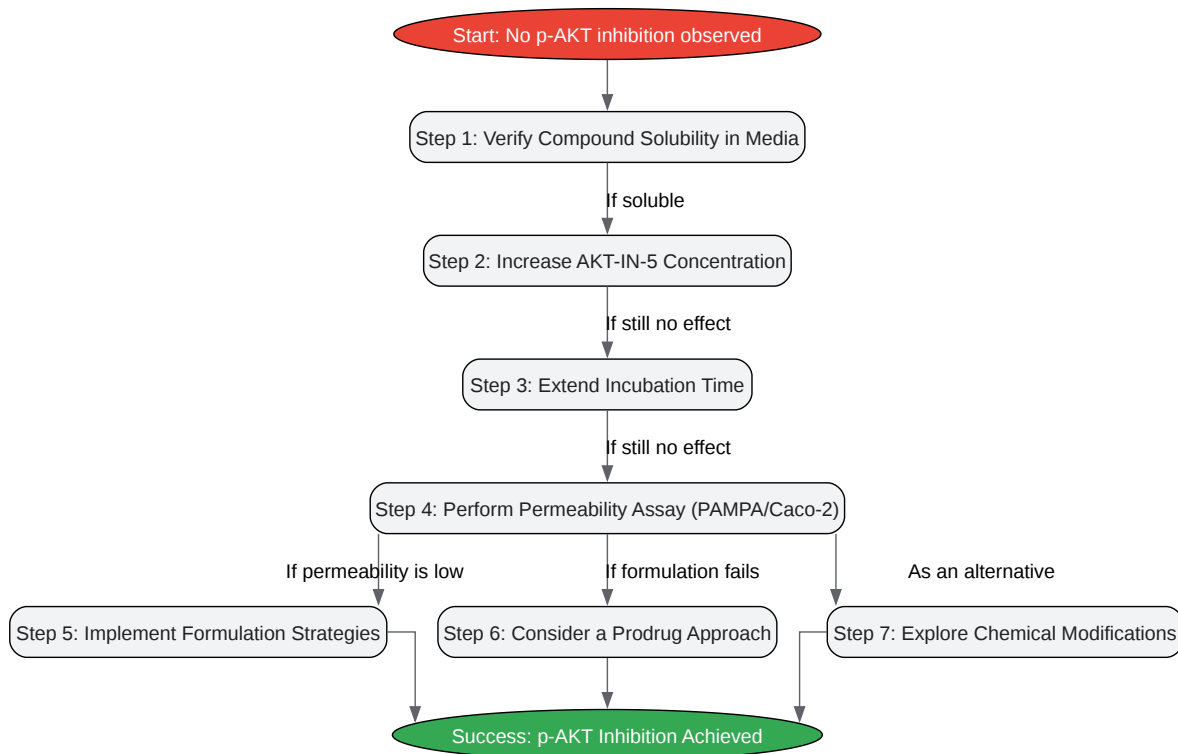 Start: No p-AKT inhibition observed
Step 1: Verify Compound Solubility in Media
If soluble
Step 2: Increase AKT-IN-5 Concentration
If still no effect
Step 3: Extend Incubation Time
If still no effect
Step 4: Perform Permeability Assay (PAMPA/Caco-2)
If permeability is low
If formulation fails
As an alternative
Step 5: Implement Formulation Strategies
Step 6: Consider a Prodrug Approach
Step 7: Explore Chemical Modifications
Success: p-AKT Inhibition Achieved